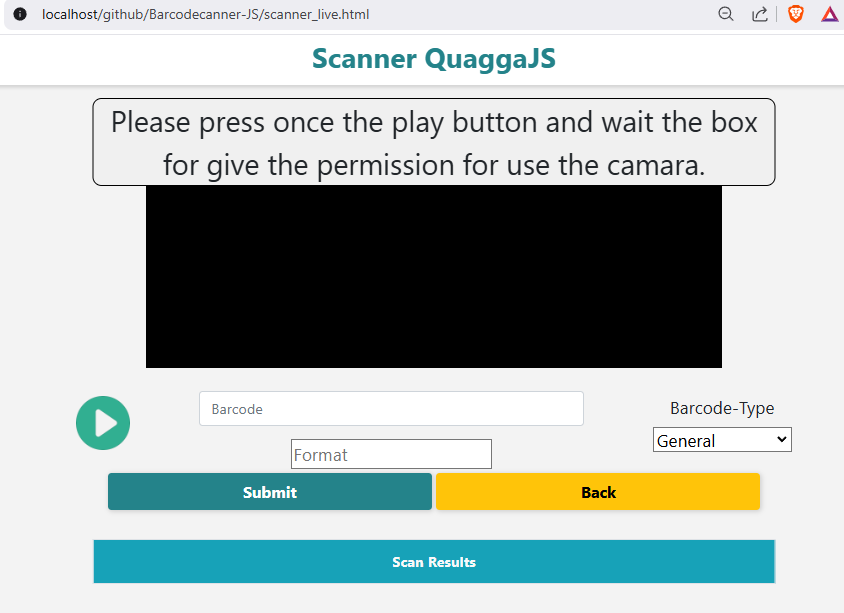 localhost/github/Barcodecanner-JS/scanner_live.html
Scanner QuaggaJS
Please press once the play button and wait the box
for give the permission for use the camara.
Barcode
Barcode-Type
General
Format
Submit
Back
Scan Results